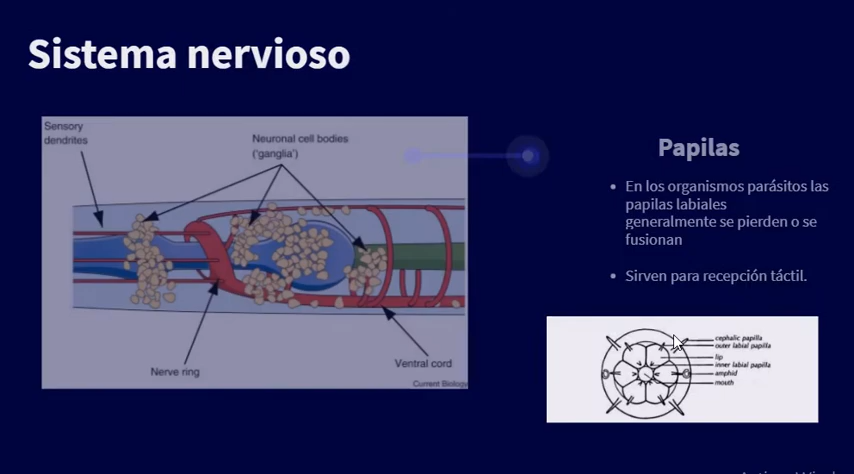 Sistema nervioso
Sensory
dendrites
Neuronal cell bodies
('ganglia')
Nerve ring
Ventral cord
Current Biology
Papilas
• En los organismos parásitos las
papilas labiales
generalmente se pierden o se
fusionan
• Sirven para recepción táctil.
cephalic papilla
outer labial papilla
lip
inner labial papilla
amphid
mouth